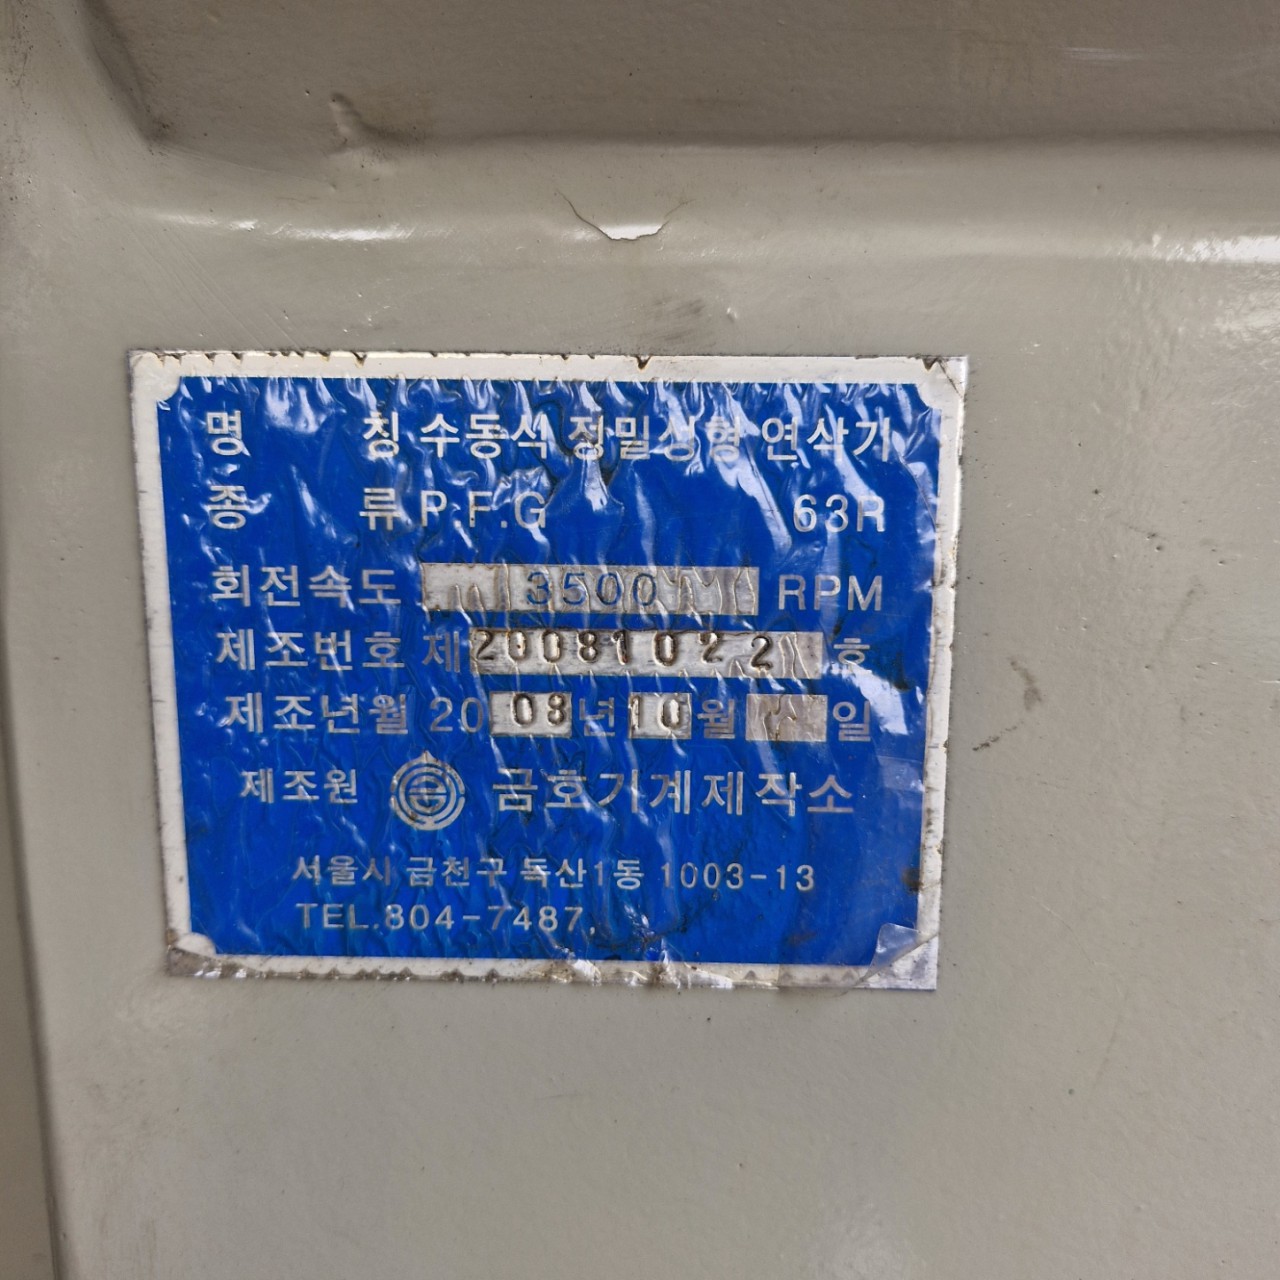 명 칭 수동식 정밀성형 연삭기
종 류 P.F.G 63R
회전속도 3500 RPM
제조번호 제 20081022 호
제조년월 20 08 년 10 월 일
제조원 금호기계제작소
서울시 금천구 독산1동 1003-13
TEL.804-7487,